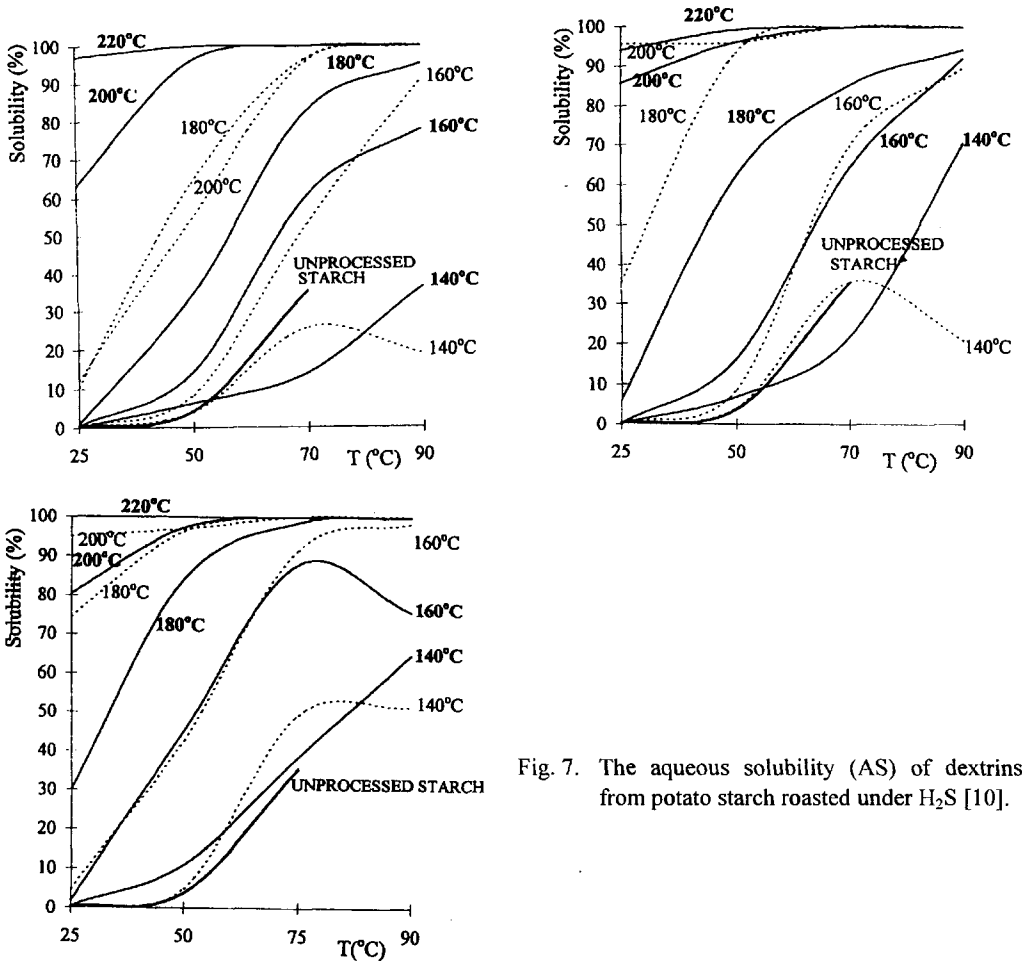 Solubility (%)
100
90
80
70
60
50
40
30
20
10
0
25
50
70
90
T (°C)
220°C
200°C
180°C
200°C
180°C
160°C
160°C
UNPROCESSED
STARCH
140°C
140°C
Solubility (%)
100
90
80
70
60
50
40
30
20
10
0
25
50
70
90
T (°C)
220°C
200°C
200°C
180°C
180°C
160°C
160°C
140°C
UNPROCESSED
STARCH
140°C
Solubility (%)
100
90
80
70
60
50
40
30
20
10
0
25
50
75
90
T(°C)
220°C
200°C
200°C
180°C
180°C
160°C
160°C
140°C
140°C
UNPROCESSED STARCH
Fig. 7. The aqueous solubility (AS) of dextrins
from potato starch roasted under H₂S [10].